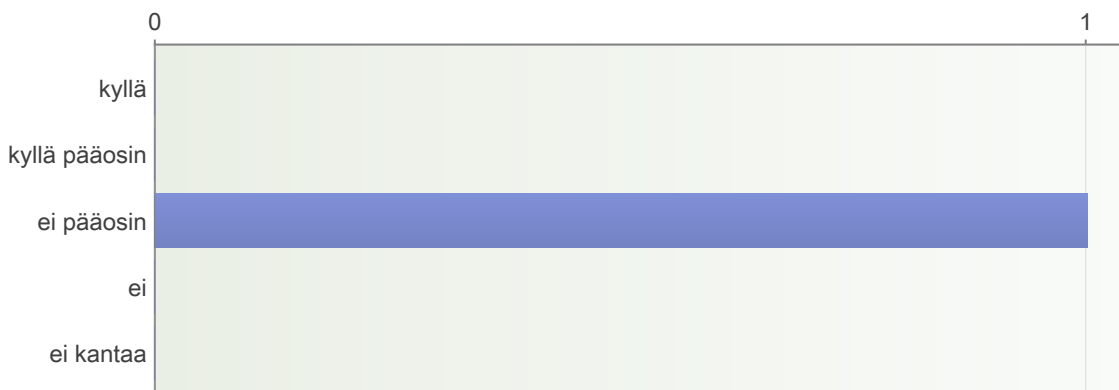 0 1
kyllä
kyllä pääosin
ei pääosin
ei
ei kantaa